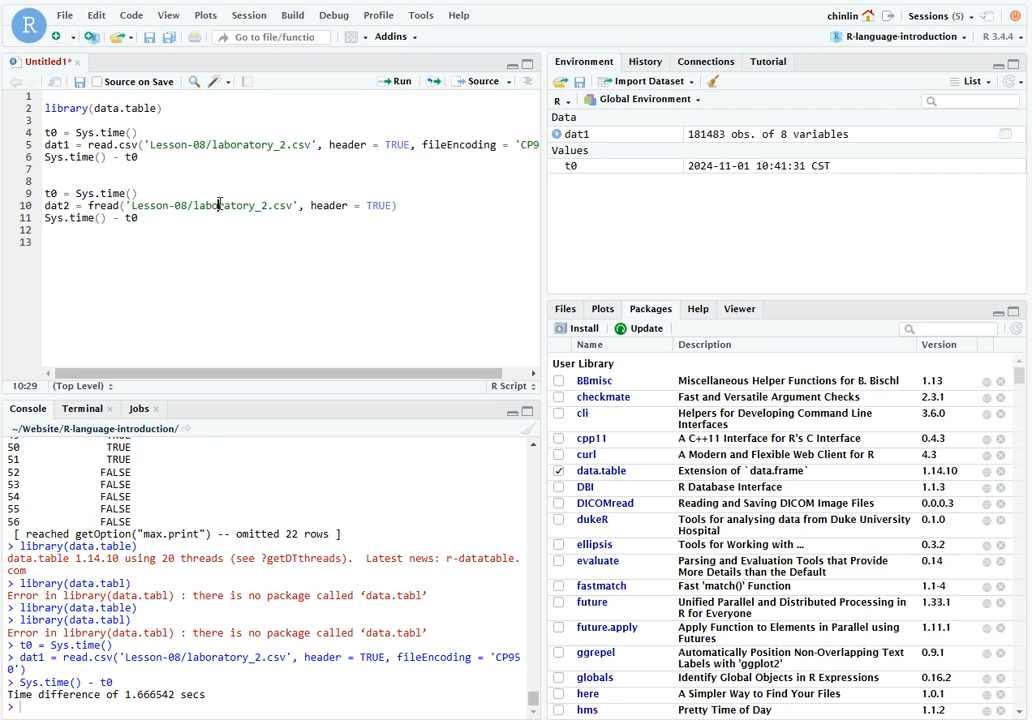 R
File Edit Code View Plots Session Build Debug Profile Tools Help
chinlin
Sessions (5)
Go to file/functio
Addins
R-language-introduction
R 3.4.4
Untitled1*
Source on Save
Run
Source
1
2 library(data.table)
3
4 t0 = Sys.time()
5 dat1 = read.csv('Lesson-08/laboratory_2.csv', header = TRUE, fileEncoding = 'CP9
6 Sys.time() - t0
7
8
9 t0 = Sys.time()
10 dat2 = fread('Lesson-08/laboratory_2.csv', header = TRUE)
11 Sys.time() - t0
12
13
10:29 (Top Level) R Script
Console Terminal Jobs
~/Website/R-language-introduction/
50 TRUE
51 TRUE
52 FALSE
53 FALSE
54 FALSE
55 FALSE
56 FALSE
[ reached getOption("max.print") -- omitted 22 rows ]
> library(data.table)
data.table 1.14.10 using 20 threads (see ?getDTthreads). Latest news: r-datatable.
com
> library(data.tabl)
Error in library(data.tabl) : there is no package called ‘data.tabl’
> library(data.table)
> library(data.tabl)
Error in library(data.tabl) : there is no package called ‘data.tabl’
> t0 = Sys.time()
> dat1 = read.csv('Lesson-08/laboratory_2.csv', header = TRUE, fileEncoding = 'CP95
0')
> Sys.time() - t0
Time difference of 1.666542 secs
>
Environment History Connections Tutorial
Import Dataset
List
R Global Environment
Data
dat1 181483 obs. of 8 variables
Values
t0 2024-11-01 10:41:31 CST
Files Plots Packages Help Viewer
Install Update
Name Description Version
User Library
BBmisc Miscellaneous Helper Functions for B. Bischl 1.13
checkmate Fast and Versatile Argument Checks 2.3.1
cli Helpers for Developing Command Line 3.6.0
Interfaces
cpp11 A C++11 Interface for R's C Interface 0.4.3
curl A Modern and Flexible Web Client for R 4.3
data.table Extension of `data.frame` 1.14.10
DBI R Database Interface 1.1.3
DICOMread Reading and Saving DICOM Image Files 0.0.0.3
dukeR Tools for analysing data from Duke University 0.1.0
Hospital
ellipsis Tools for Working with ... 0.3.2
evaluate Parsing and Evaluation Tools that Provide 0.14
More Details than the Default
fastmatch Fast 'match()' Function 1.1-4
future Unified Parallel and Distributed Processing in 1.33.1
R for Everyone
future.apply Apply Function to Elements in Parallel using 1.11.1
Futures
ggrepel Automatically Position Non-Overlapping Text 0.9.1
Labels with 'ggplot2'
globals Identify Global Objects in R Expressions 0.16.2
here A Simpler Way to Find Your Files 1.0.1
hms Pretty Time of Day 1.1.2